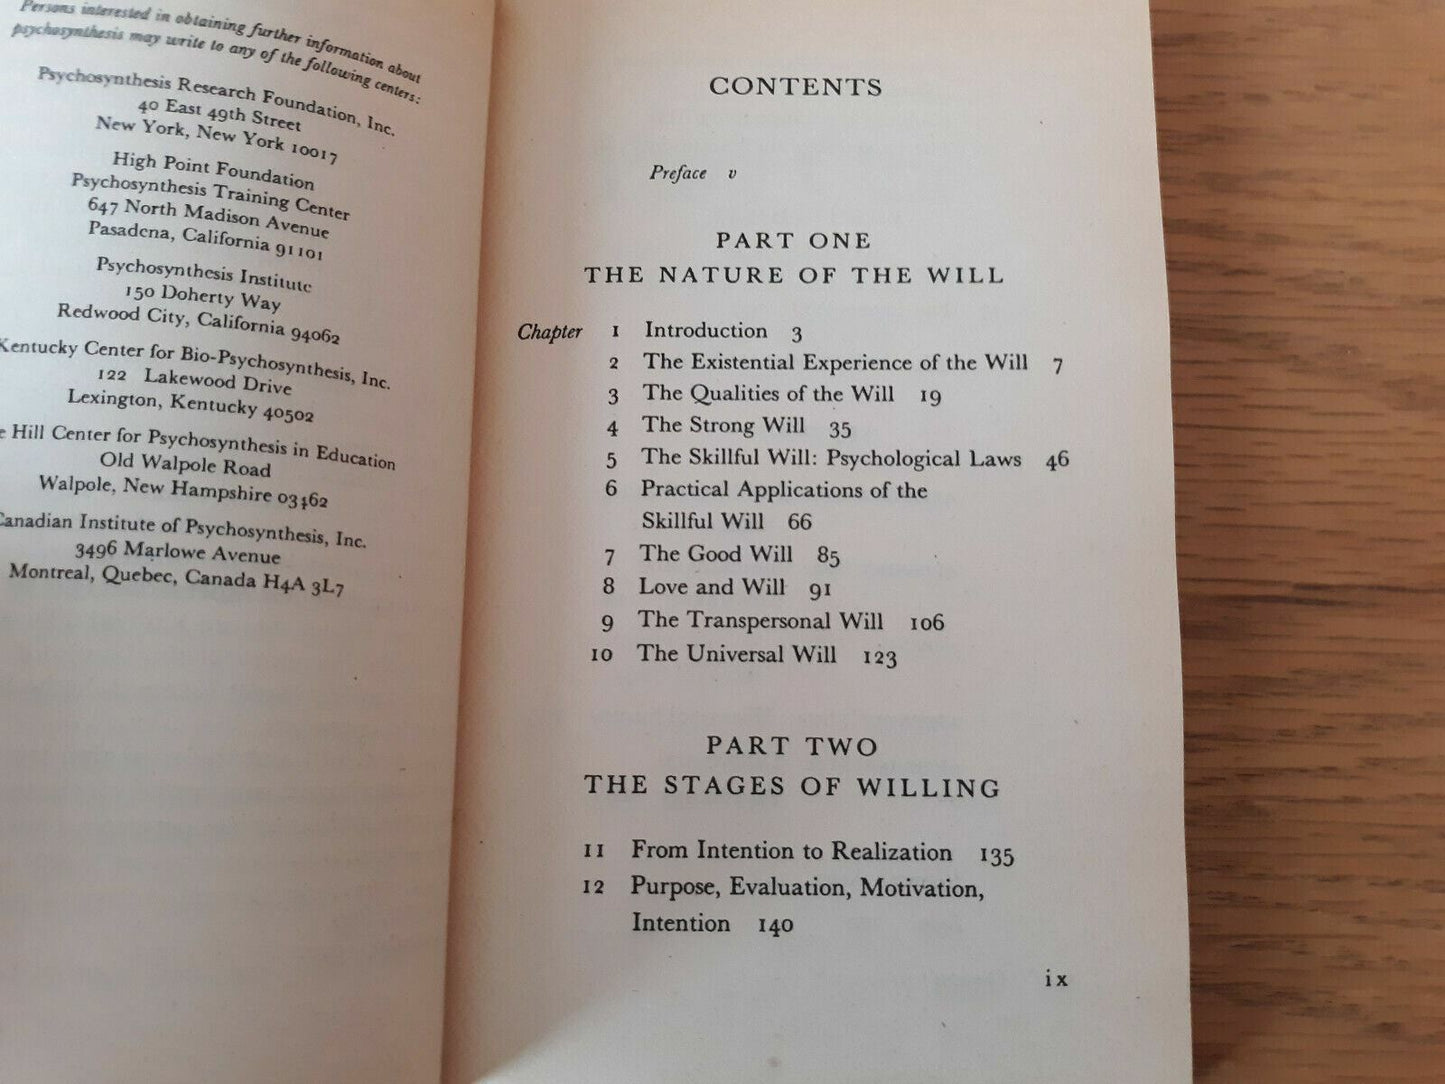 Persons interested in obtaining further information about
psychosynthesis may write to any of the following centers:
Psychosynthesis Research Foundation, Inc.
40 East 49th Street
New York, New York 10017
High Point Foundation
Psychosynthesis Training Center
647 North Madison Avenue
Pasadena, California 91101
Psychosynthesis Institute
150 Doherty Way
Redwood City, California 94062
Kentucky Center for Bio-Psychosynthesis, Inc.
122 Lakewood Drive
Lexington, Kentucky 40502
Hill Center for Psychosynthesis in Education
Old Walpole Road
Walpole, New Hampshire 03462
Canadian Institute of Psychosynthesis, Inc.
3496 Marlowe Avenue
Montreal, Quebec, Canada H4A 3L7
CONTENTS
Preface v
PART ONE
THE NATURE OF THE WILL
Chapter 1 Introduction 3
2 The Existential Experience of the Will 7
3 The Qualities of the Will 19
4 The Strong Will 35
5 The Skillful Will: Psychological Laws 46
6 Practical Applications of the
Skillful Will 66
7 The Good Will 85
8 Love and Will 91
9 The Transpersonal Will 106
10 The Universal Will 123
PART TWO
THE STAGES OF WILLING
11 From Intention to Realization 135
12 Purpose, Evaluation, Motivation,
Intention 140
ix